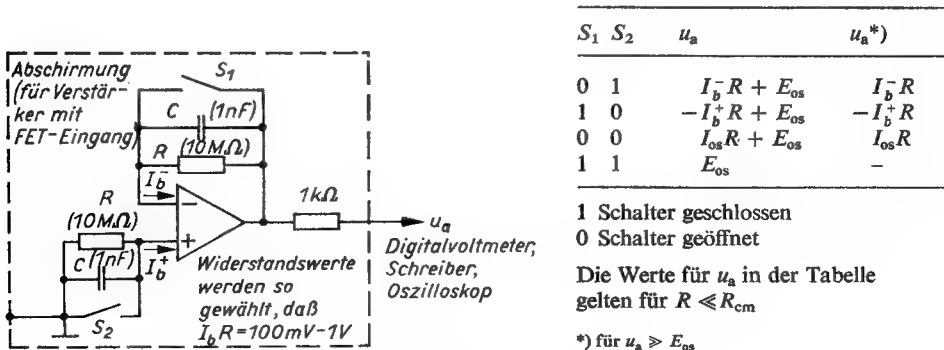 Abschirmung
(für Verstär-
ker mit
FET-Eingang)
S₁
C (1nF)
R (10MΩ)
I_b^-
R
(10MΩ)
C (1nF)
I_b^+
S₂
−
+
1kΩ
u_a
Digitalvoltmeter,
Schreiber,
Oszilloskop
Widerstandswerte
werden so
gewählt, daß
I_b R = 100mV-1V
S₁ S₂ u_a u_a*)
0 1 I_b^- R + E_os I_b^- R
1 0 −I_b^+ R + E_os −I_b^+ R
0 0 I_os R + E_os I_os R
1 1 E_os –
1 Schalter geschlossen
0 Schalter geöffnet
Die Werte für u_a in der Tabelle
gelten für R ≪ R_cm
*) für u_a ≫ E_os